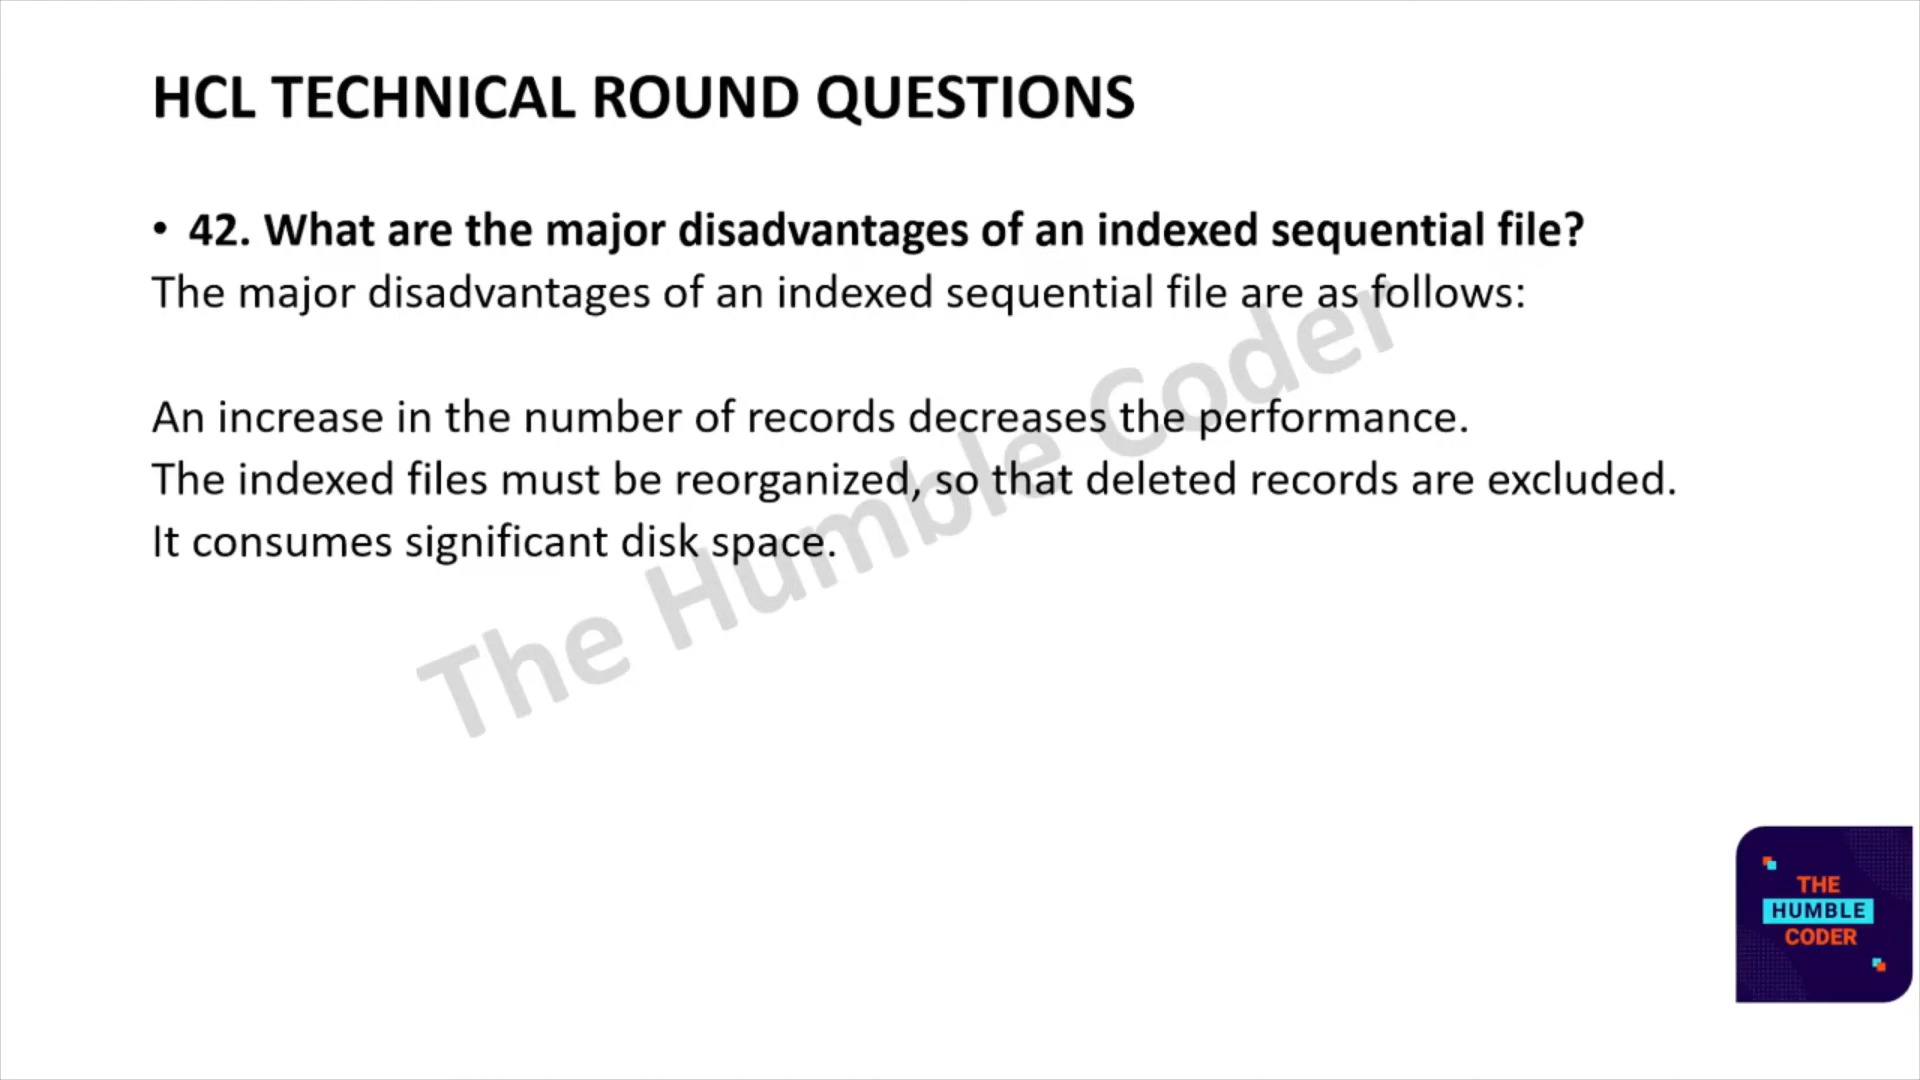 HCL TECHNICAL ROUND QUESTIONS
• 42. What are the major disadvantages of an indexed sequential file?
The major disadvantages of an indexed sequential file are as follows:
An increase in the number of records decreases the performance.
The indexed files must be reorganized, so that deleted records are excluded.
It consumes significant disk space.
The Humble Coder
THE
HUMBLE
CODER